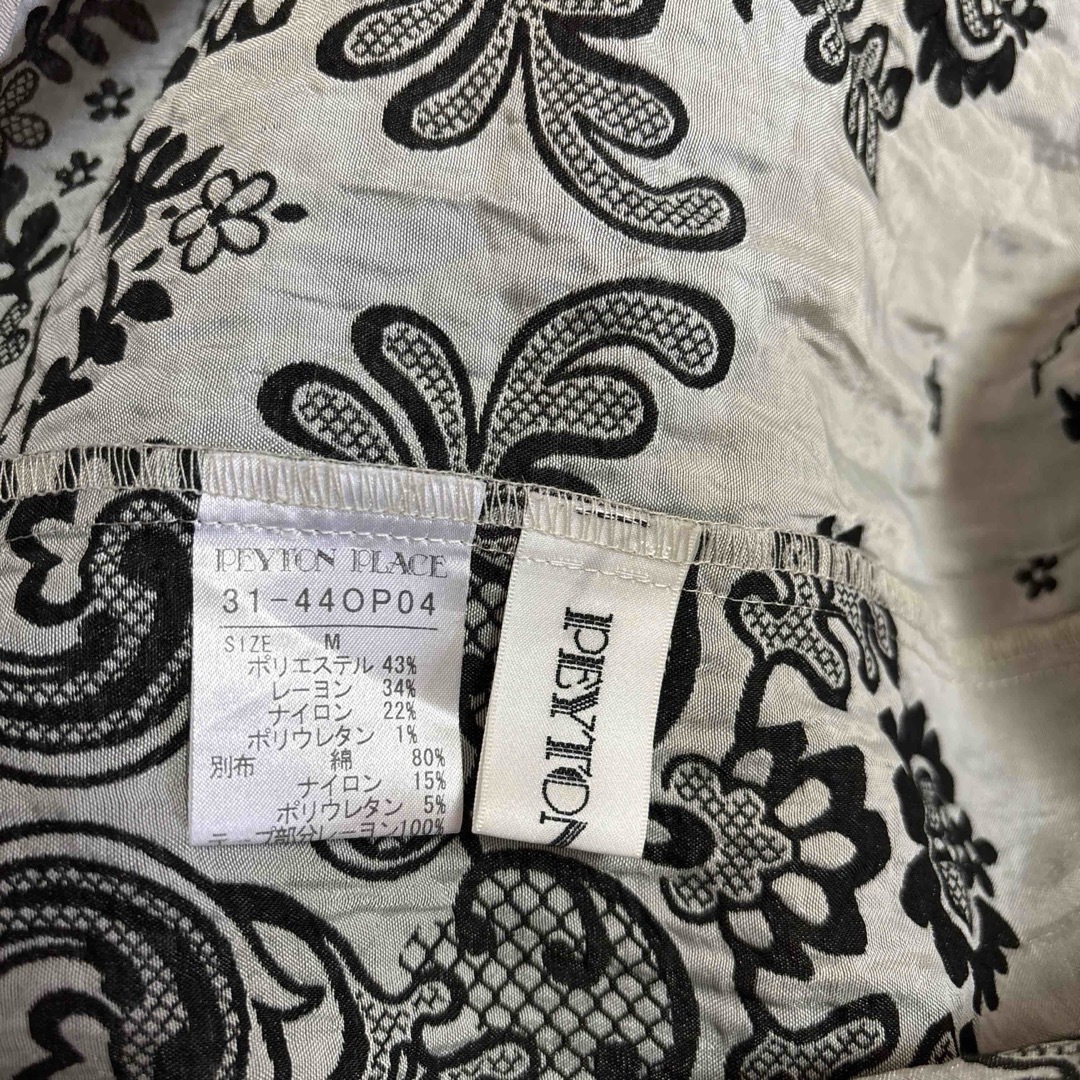 PEYTON PLACE
31-44OP04
SIZE M
ポリエステル 43%
レーヨン 34%
ナイロン 22%
ポリウレタン 1%
別布 綿 80%
ナイロン 15%
ポリウレタン 5%
テープ部分レーヨン100%
PEYTON